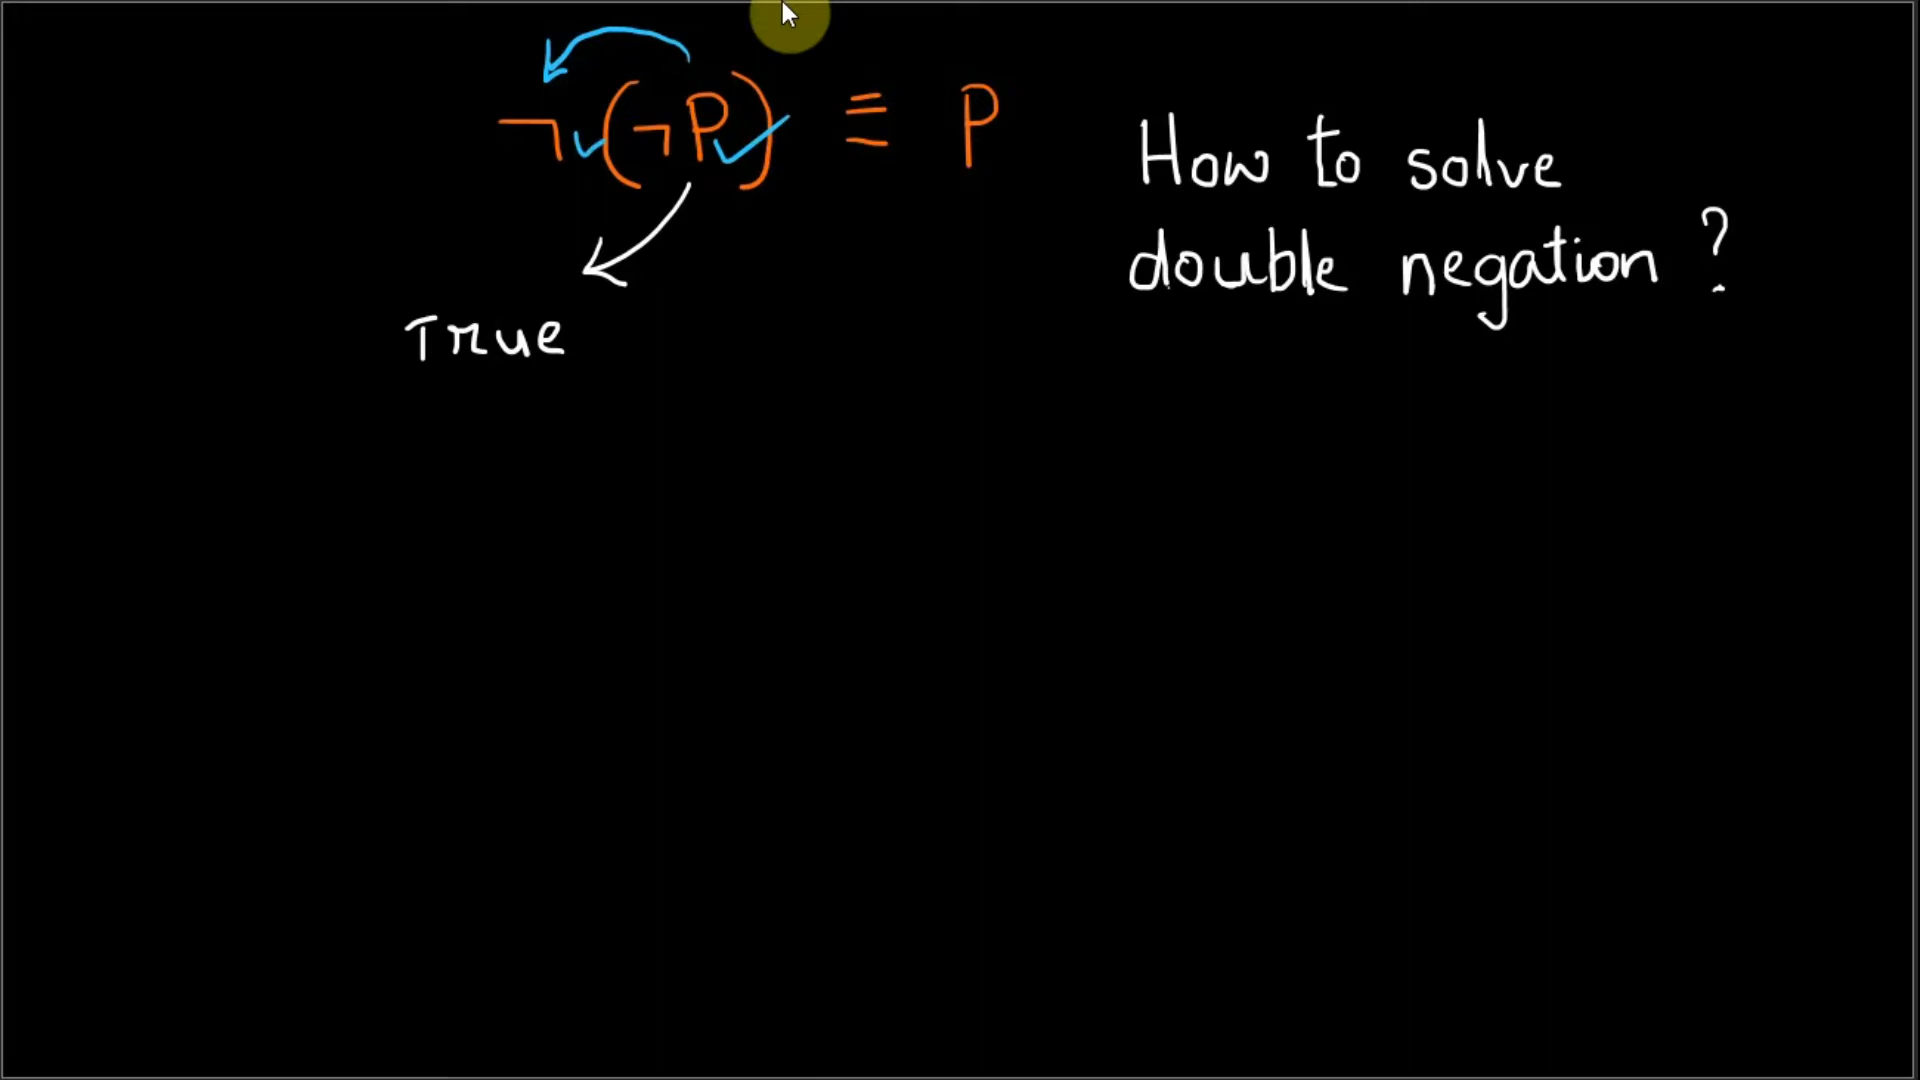 ¬(¬P) ≡ P
How to solve
double negation ?
True